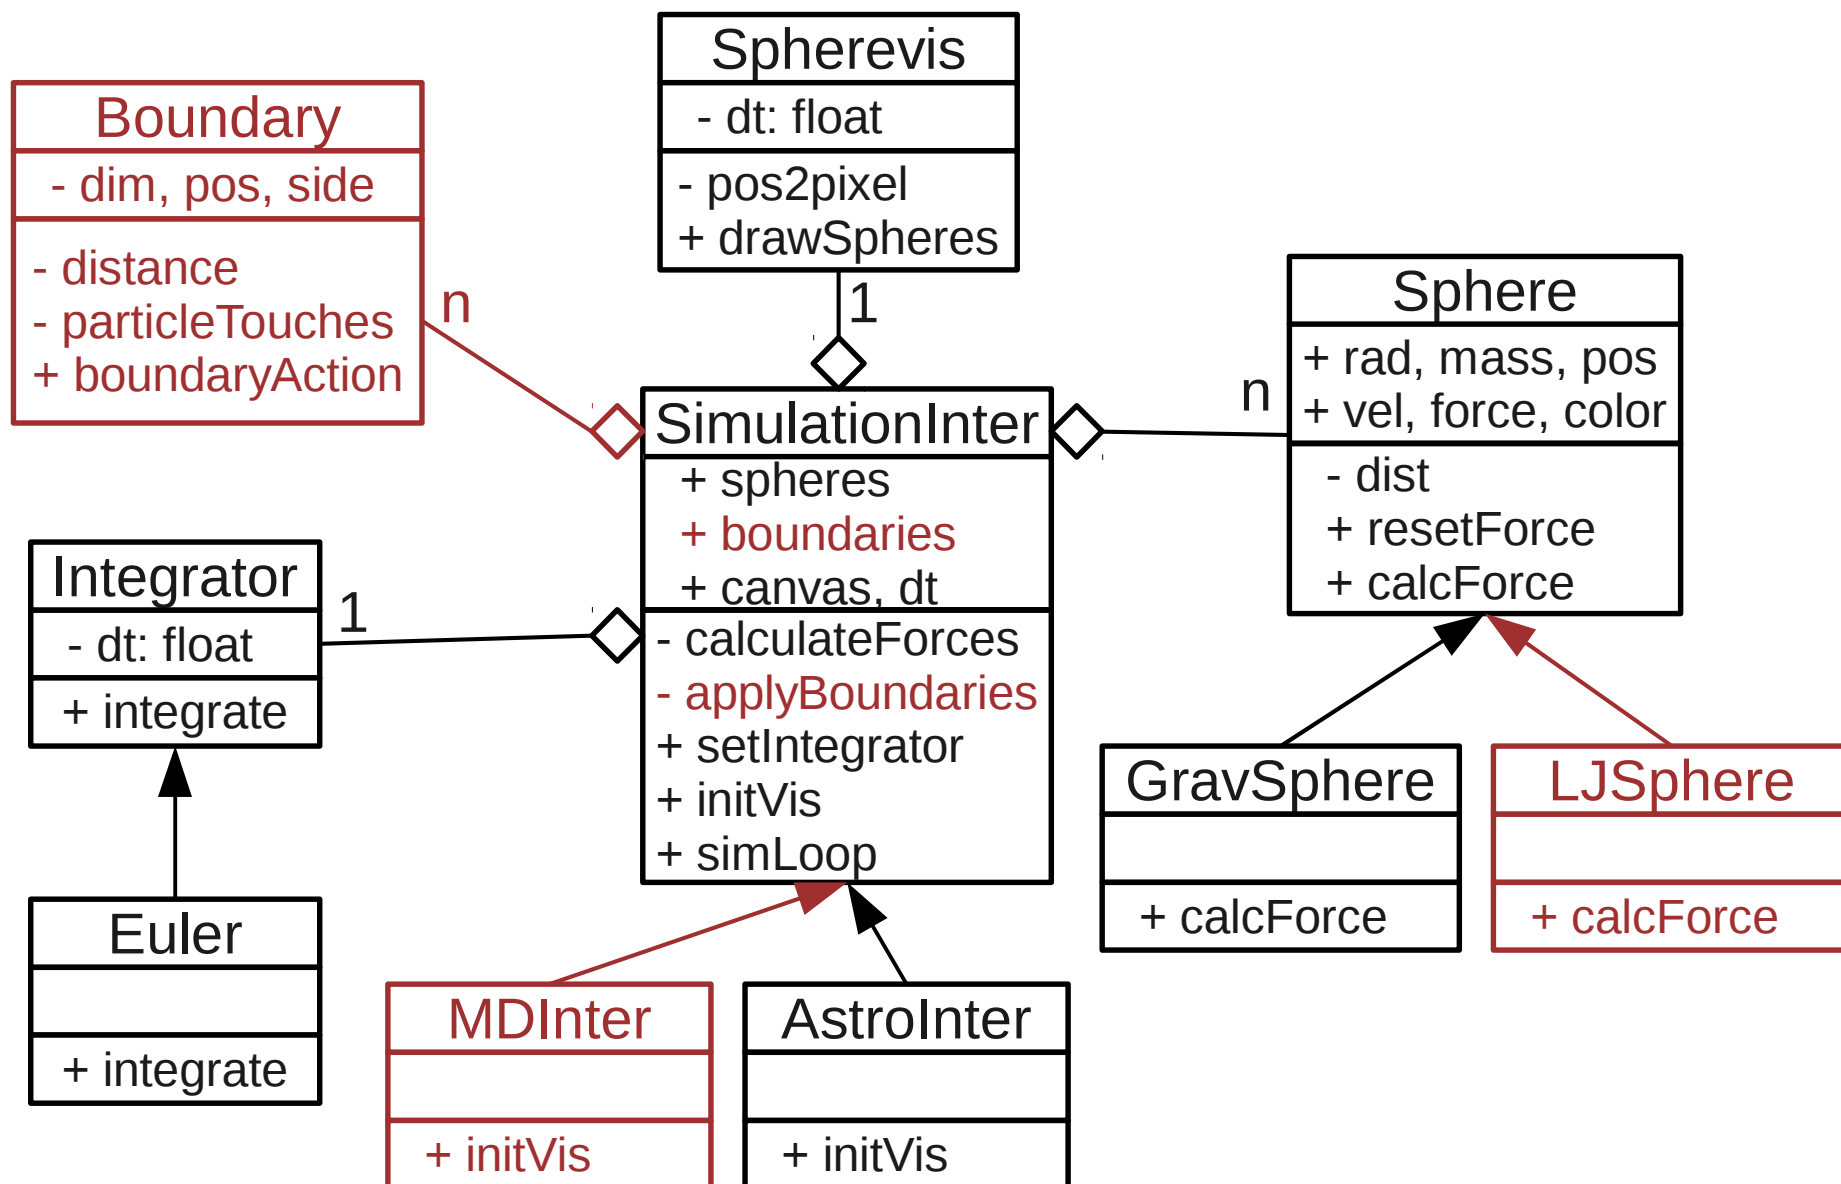 Spherevis
- dt: float
- pos2pixel
+ drawSpheres
1
Boundary
- dim, pos, side
- distance
- particleTouches
+ boundaryAction
n
Sphere
+ rad, mass, pos
+ vel, force, color
- dist
+ resetForce
+ calcForce
n
SimulationInter
+ spheres
+ boundaries
+ canvas, dt
- calculateForces
- applyBoundaries
+ setIntegrator
+ initVis
+ simLoop
Integrator
- dt: float
+ integrate
1
Euler
+ integrate
GravSphere
+ calcForce
LJSphere
+ calcForce
MDInter
+ initVis
AstroInter
+ initVis